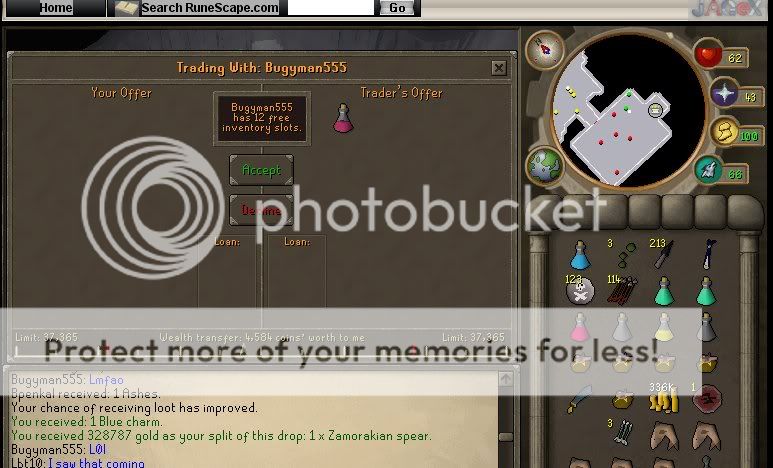 Home
Search RuneScape.com
Go
JAGEX
Trading With: Bugyman555
Your Offer
Trader's Offer
Bugyman555
has 12 free
inventory slots.
Accept
Decline
Loan:
Loan:
Limit: 37,365
Wealth transfer: 4,584 coins' worth to me
Limit: 37,365
62
43
100
66
3
213
123
114
336K
1
3
photobucket
Protect more of your memories for less!
Bugyman555: Lmfao
Bpenkal received: 1 Ashes.
Your chance of receiving loot has improved.
You received: 1 Blue charm.
You received 328787 gold as your split of this drop: 1 x Zamorakian spear.
Bugyman555: L0l
Lbt10: I saw that coming